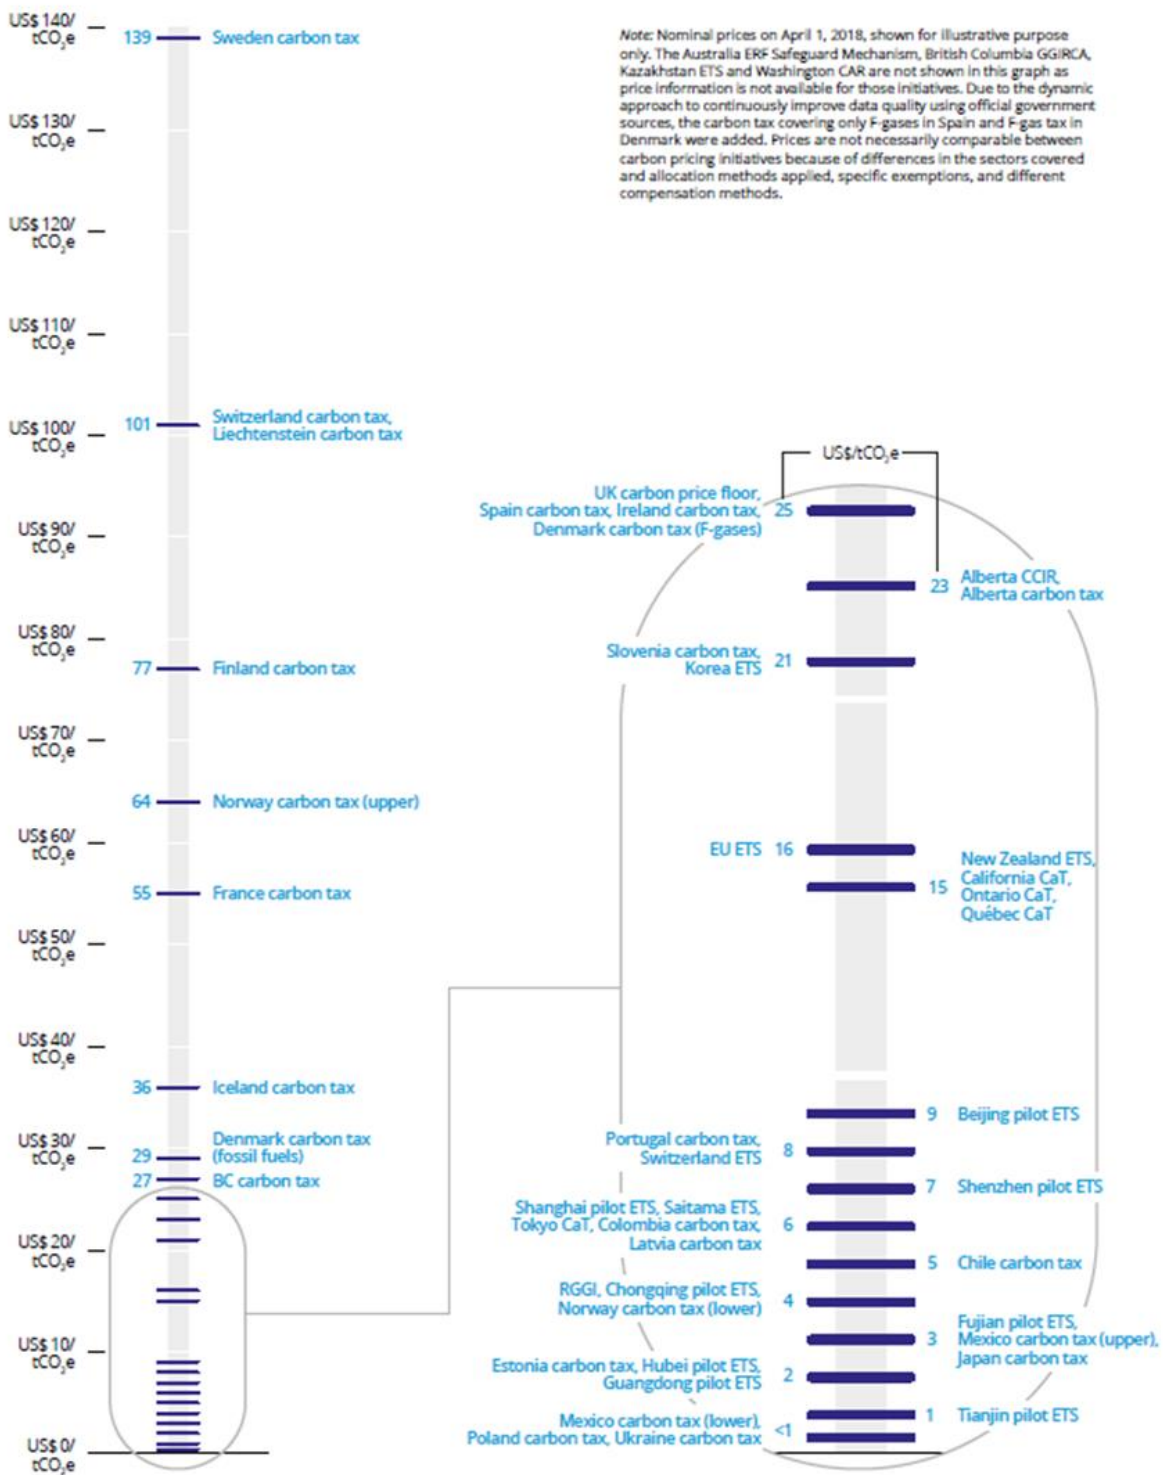 US$ 140/
tCO₂e
139 Sweden carbon tax
Note: Nominal prices on April 1, 2018, shown for illustrative purpose
only. The Australia ERF Safeguard Mechanism, British Columbia GGIRCA,
Kazakhstan ETS and Washington CAR are not shown in this graph as
price information is not available for those initiatives. Due to the dynamic
approach to continuously improve data quality using official government
sources, the carbon tax covering only F-gases in Spain and F-gas tax in
Denmark were added. Prices are not necessarily comparable between
carbon pricing initiatives because of differences in the sectors covered
and allocation methods applied, specific exemptions, and different
compensation methods.
US$ 130/
tCO₂e
US$ 120/
tCO₂e
US$ 110/
tCO₂e
101 Switzerland carbon tax,
Liechtenstein carbon tax
US$ 100/
tCO₂e
US$ 90/
tCO₂e
US$ 80/
tCO₂e
77 Finland carbon tax
US$ 70/
tCO₂e
64 Norway carbon tax (upper)
US$ 60/
tCO₂e
55 France carbon tax
US$ 50/
tCO₂e
US$ 40/
tCO₂e
36 Iceland carbon tax
US$ 30/
tCO₂e
Denmark carbon tax
29 (fossil fuels)
27 BC carbon tax
US$ 20/
tCO₂e
US$ 10/
tCO₂e
US$ 0/
tCO₂e
US$/tCO₂e
UK carbon price floor,
Spain carbon tax, Ireland carbon tax, 25
Denmark carbon tax (F-gases)
23 Alberta CCIR,
Alberta carbon tax
Slovenia carbon tax,
Korea ETS 21
EU ETS 16
New Zealand ETS,
California CaT,
15 Ontario CaT,
Québec CaT
9 Beijing pilot ETS
Portugal carbon tax,
Switzerland ETS 8
7 Shenzhen pilot ETS
Shanghai pilot ETS, Saitama ETS,
Tokyo CaT, Colombia carbon tax, 6
Latvia carbon tax
5 Chile carbon tax
RGGI, Chongqing pilot ETS,
Norway carbon tax (lower) 4
Fujian pilot ETS,
3 Mexico carbon tax (upper),
Japan carbon tax
Estonia carbon tax, Hubei pilot ETS,
Guangdong pilot ETS 2
1 Tianjin pilot ETS
Mexico carbon tax (lower),
Poland carbon tax, Ukraine carbon tax <1